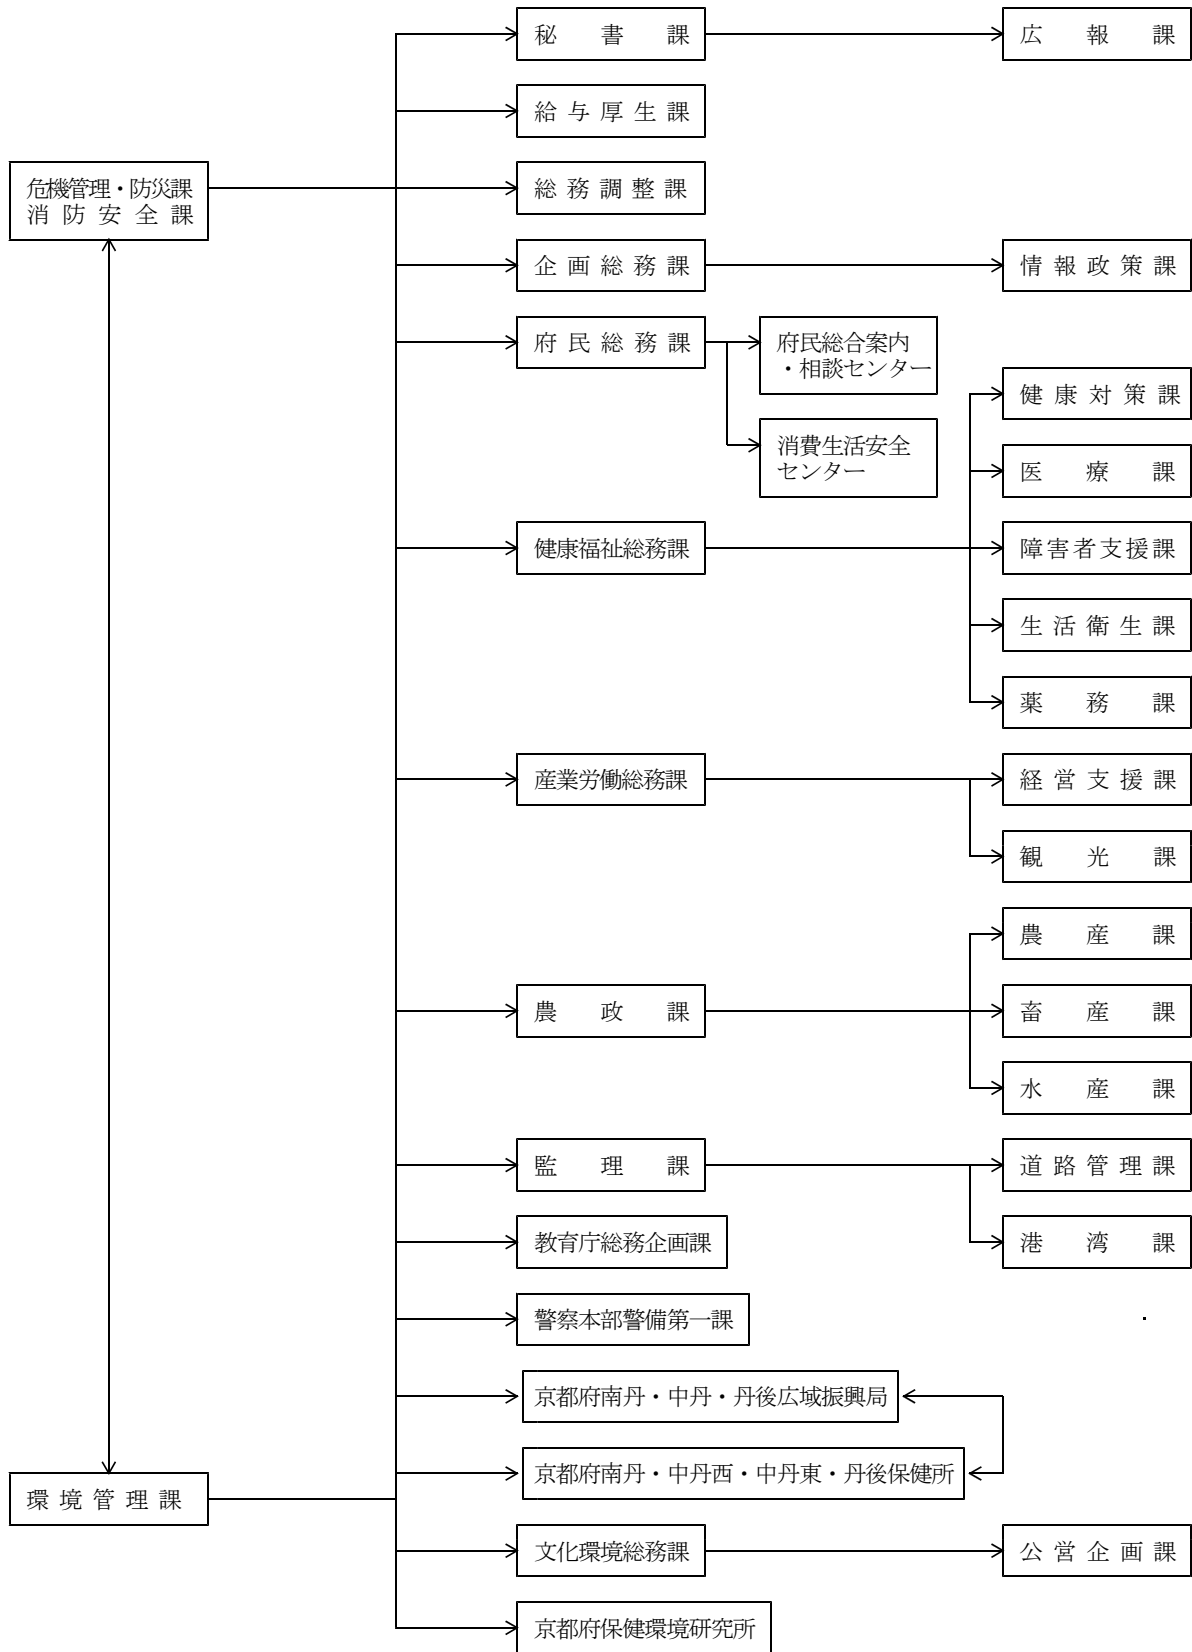 秘書課
広報課
給与厚生課
危機管理・防災課
消防安全課
総務調整課
企画総務課
情報政策課
府民総務課
府民総合案内
・相談センター
健康対策課
消費生活安全
センター
医療課
健康福祉総務課
障害者支援課
生活衛生課
薬務課
産業労働総務課
経営支援課
観光課
農産課
農政課
畜産課
水産課
監理課
道路管理課
教育庁総務企画課
港湾課
警察本部警備第一課
京都府南丹・中丹・丹後広域振興局
京都府南丹・中丹西・中丹東・丹後保健所
環境管理課
文化環境総務課
公営企画課
京都府保健環境研究所